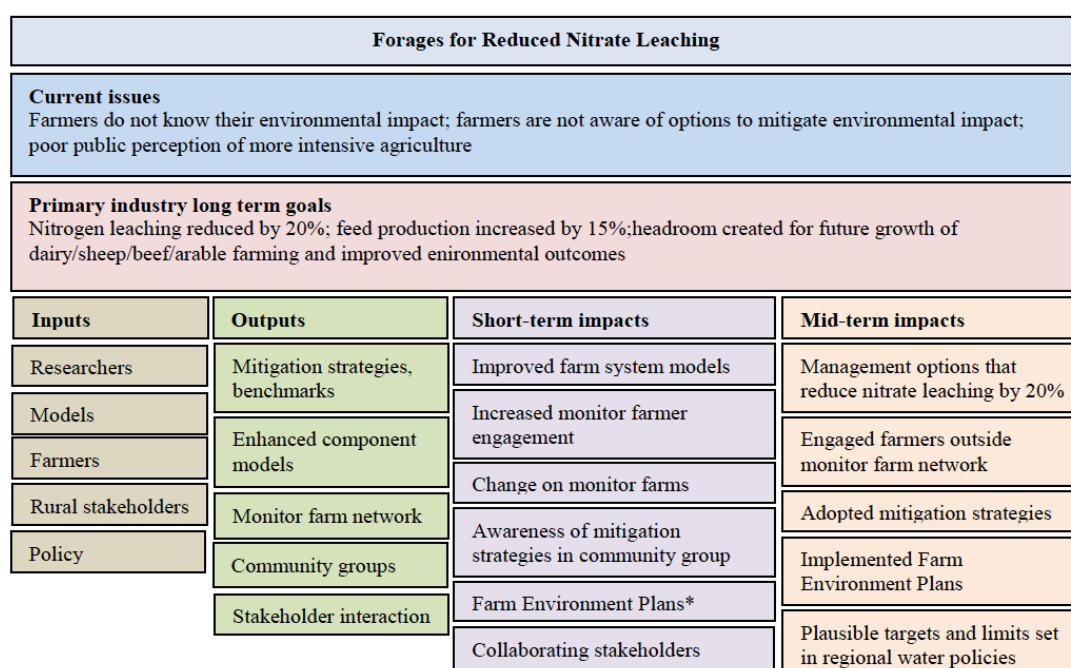 Forages for Reduced Nitrate Leaching
Current issues
Farmers do not know their environmental impact; farmers are not aware of options to mitigate environmental impact;
poor public perception of more intensive agriculture
Primary industry long term goals
Nitrogen leaching reduced by 20%; feed production increased by 15%;headroom created for future growth of
dairy/sheep/beef/arable farming and improved enironmental outcomes
Inputs
Researchers
Models
Farmers
Rural stakeholders
Policy
Outputs
Mitigation strategies,
benchmarks
Enhanced component
models
Monitor farm network
Community groups
Stakeholder interaction
Short-term impacts
Improved farm system models
Increased monitor farmer
engagement
Change on monitor farms
Awareness of mitigation
strategies in community group
Farm Environment Plans*
Collaborating stakeholders
Mid-term impacts
Management options that
reduce nitrate leaching by 20%
Engaged farmers outside
monitor farm network
Adopted mitigation strategies
Implemented Farm
Environment Plans
Plausible targets and limits set
in regional water policies